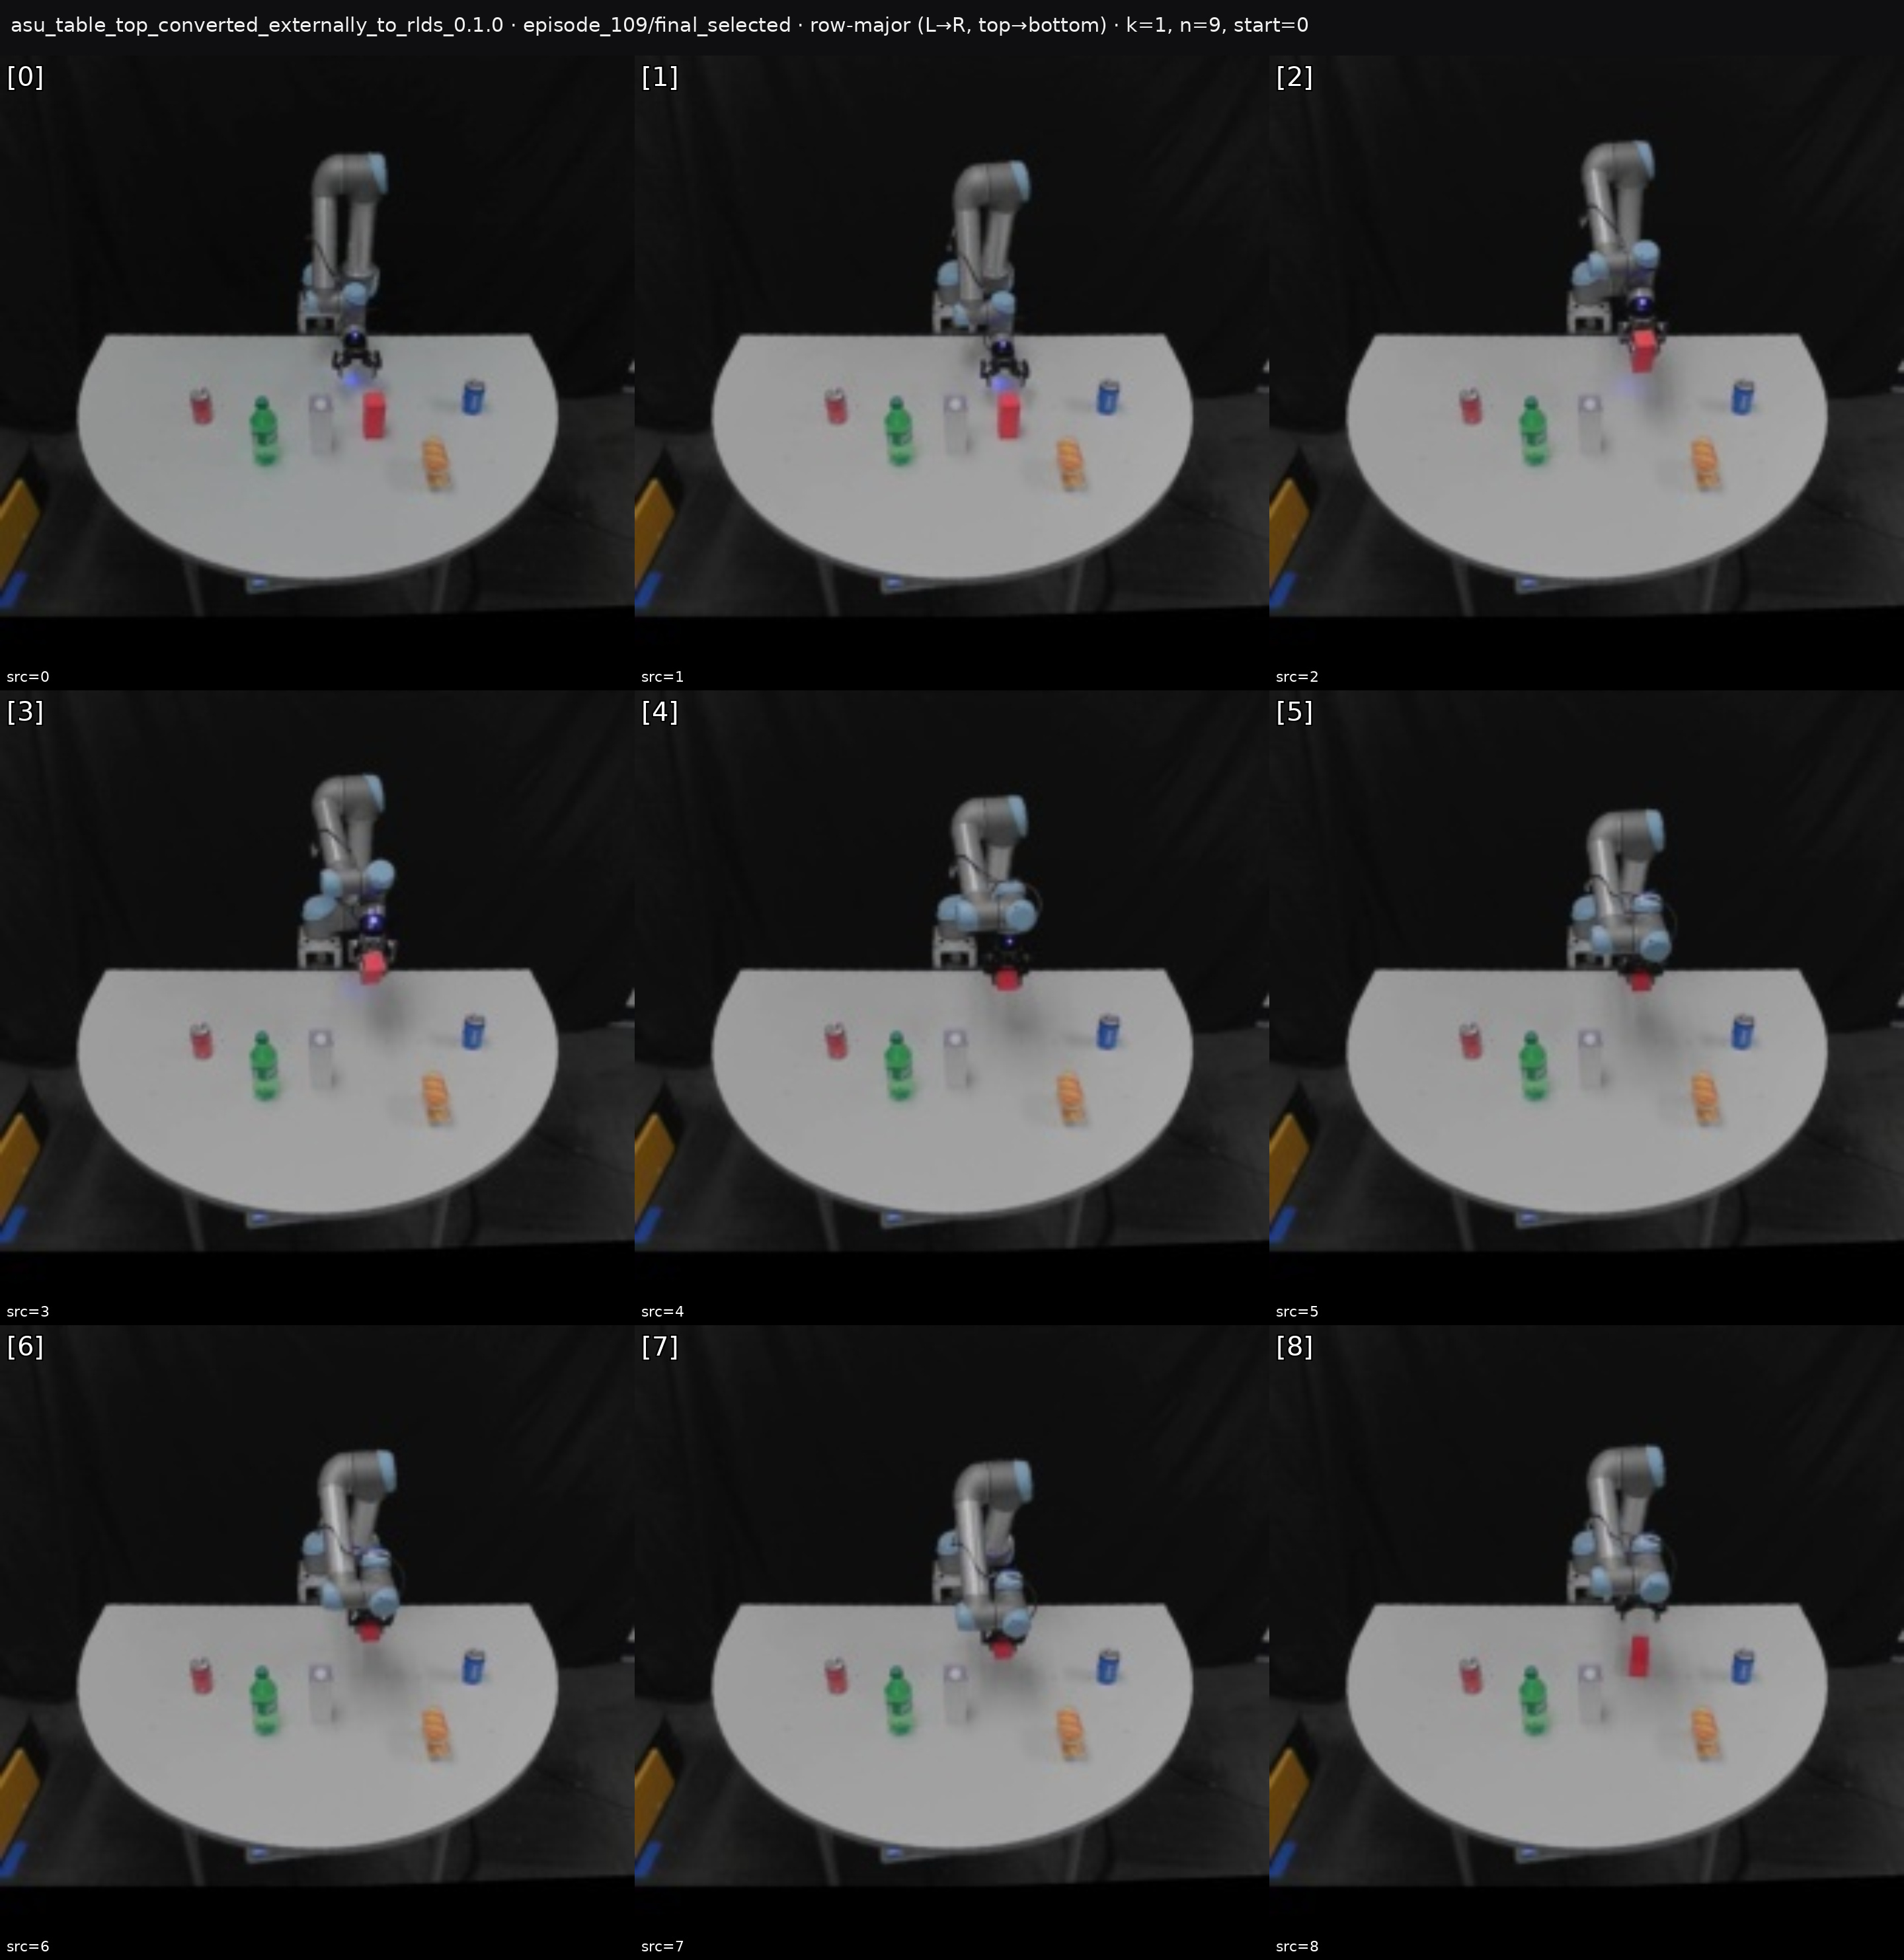 asu_table_top_converted_externally_to_rlds_0.1.0 · episode_109/final_selected · row-major (L→R, top→bottom) · k=1, n=9, start=0
[0]
[1]
[2]
src=0
src=1
src=2
[3]
[4]
[5]
src=3
src=4
src=5
[6]
[7]
[8]
src=6
src=7
src=8